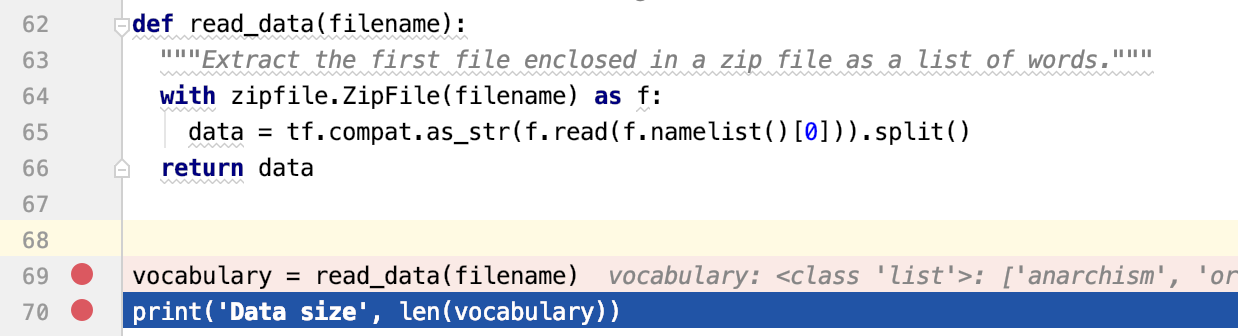 62 def read_data(filename):
63 """Extract the first file enclosed in a zip file as a list of words."""
64 with zipfile.ZipFile(filename) as f:
65 data = tf.compat.as_str(f.read(f.namelist()[0])).split()
66 return data
67
68
69 vocabulary = read_data(filename) vocabulary: <class 'list'>: ['anarchism', 'or
70 print('Data size', len(vocabulary))